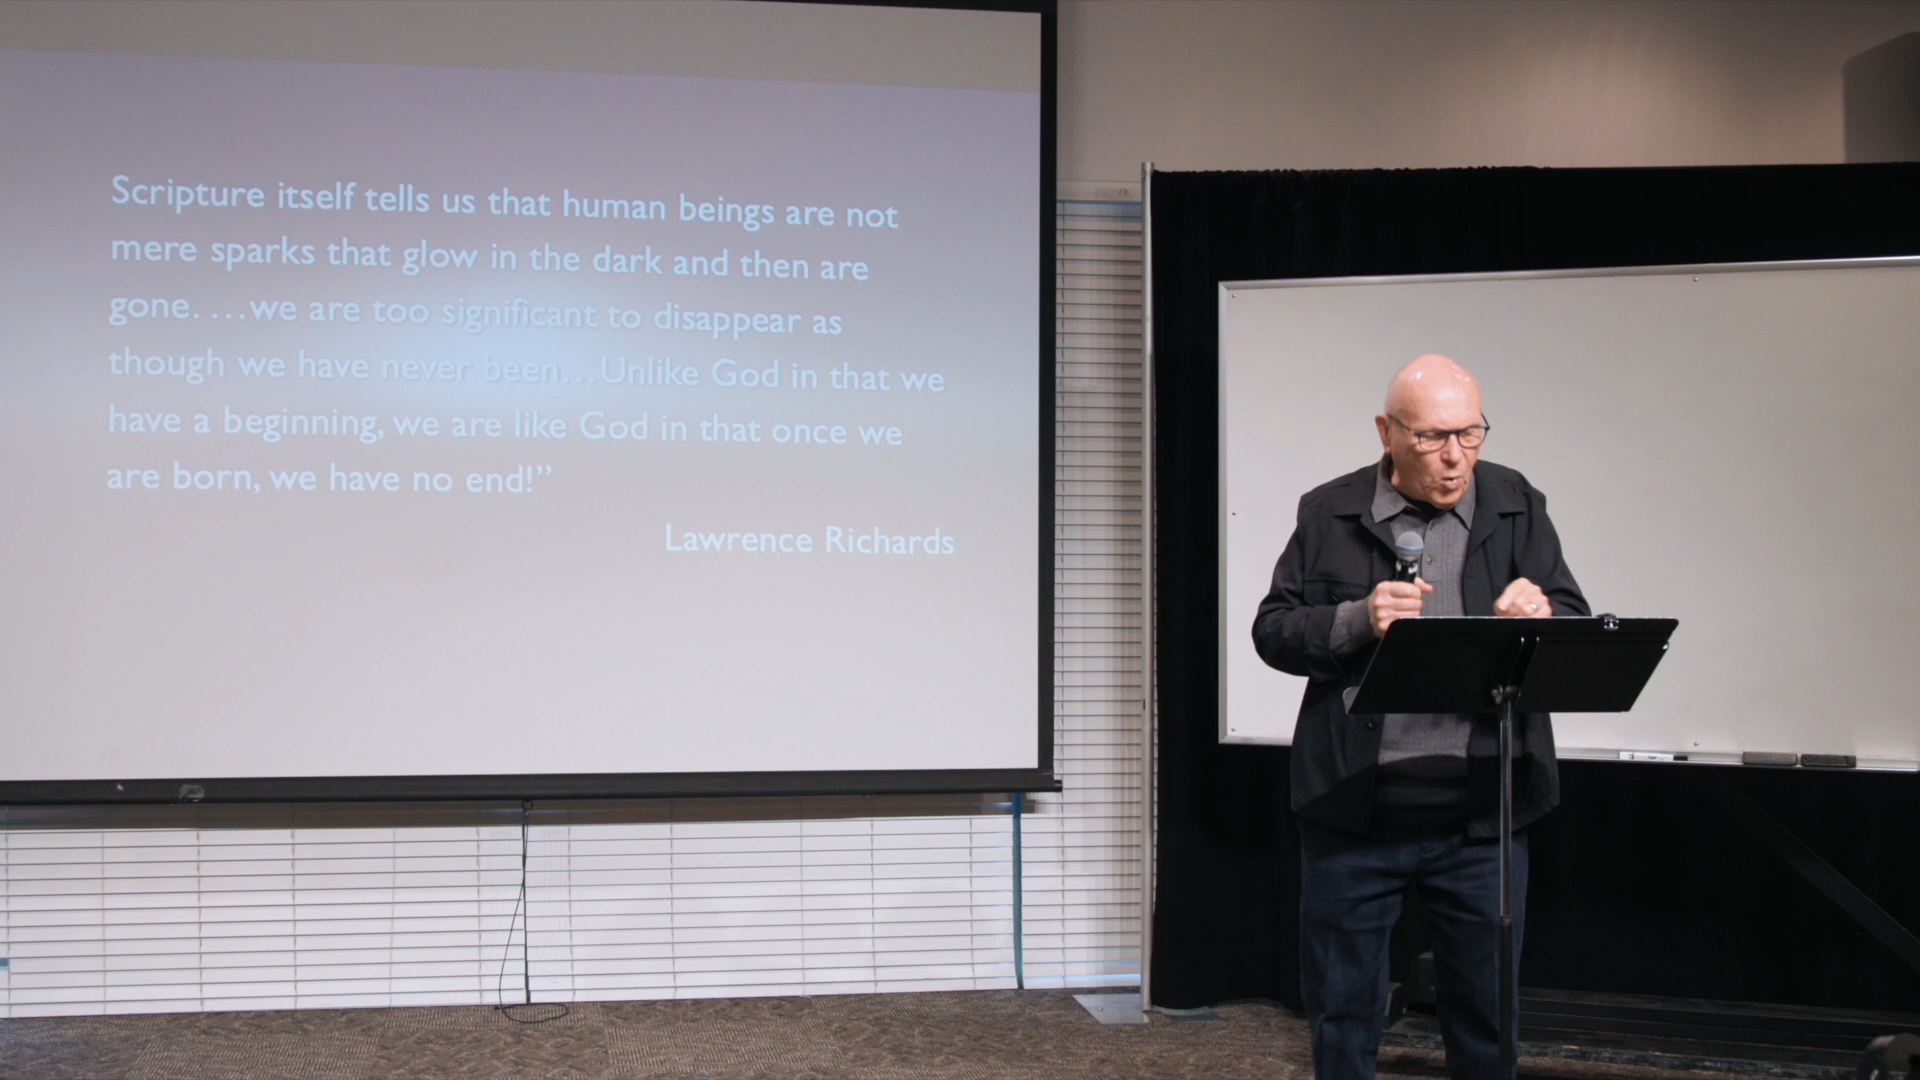 Scripture itself tells us that human beings are not
mere sparks that glow in the dark and then are
gone. ...we are too significant to disappear as
though we have never been...Unlike God in that we
have a beginning, we are like God in that once we
are born, we have no end!”
Lawrence Richards